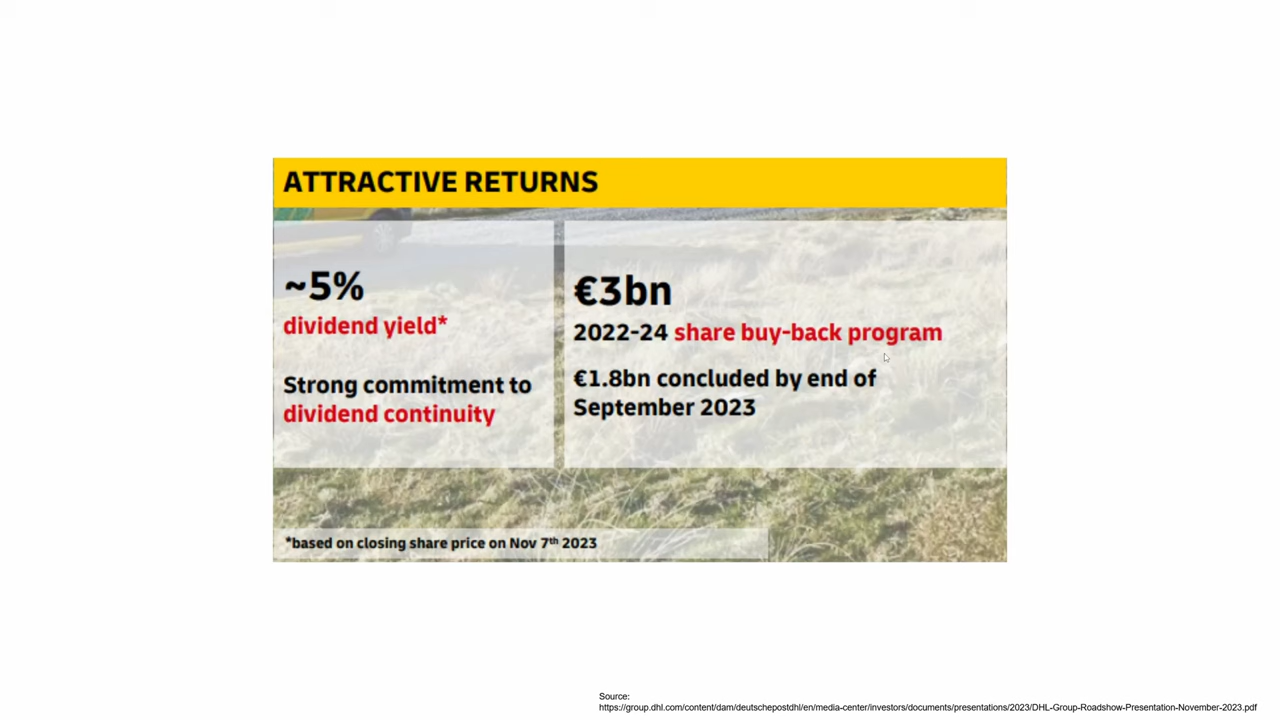 ATTRACTIVE RETURNS
~5%
dividend yield*
Strong commitment to
dividend continuity
€3bn
2022-24 share buy-back program
€1.8bn concluded by end of
September 2023
*based on closing share price on Nov 7th 2023
Source:
https://group.dhl.com/content/dam/deutschepostdhl/en/media-center/investors/documents/presentations/2023/DHL-Group-Roadshow-Presentation-November-2023.pdf